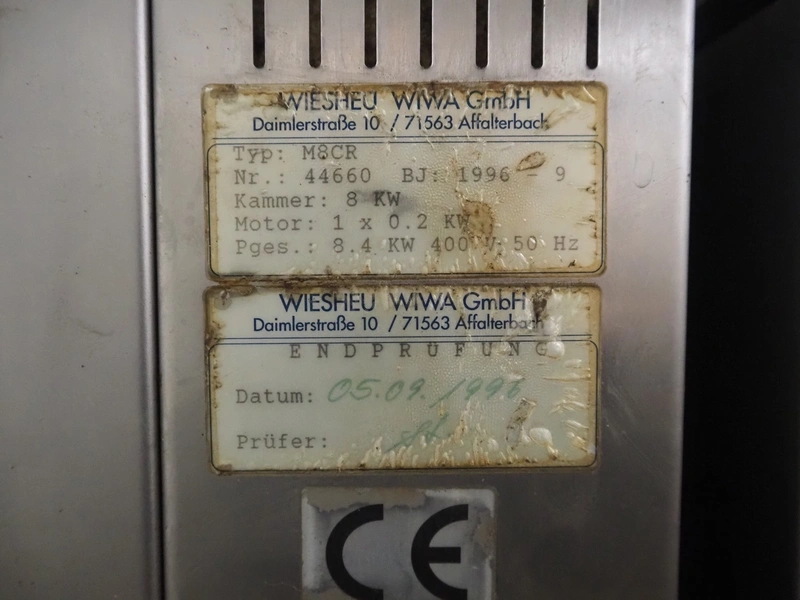 WIESHEU WIWA GmbH
Daimlerstraße 10 / 71563 Affalterbach
Typ: M8CR
Nr.: 44660 BJ: 1996 - 9
Kammer: 8 KW
Motor: 1 x 0.2 KW
Pges.: 8.4 KW 400 V 50 Hz
WIESHEU WIWA GmbH
Daimlerstraße 10 / 71563 Affalterbach
ENDPRÜFUNG
Datum: 05.09.1996
Prüfer:
CE